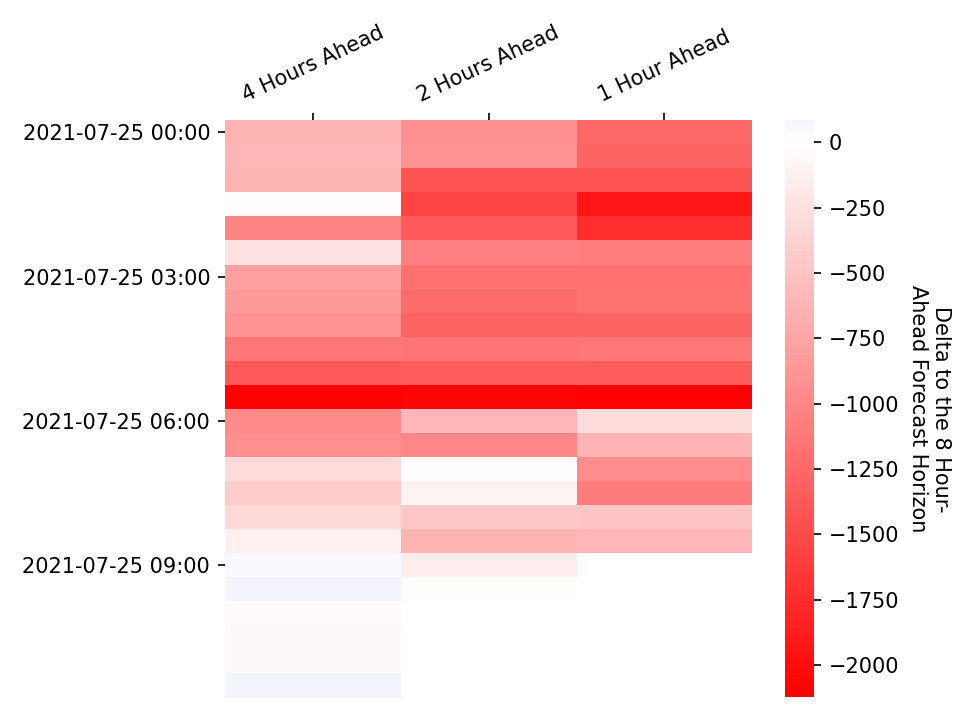 4 Hours Ahead
2 Hours Ahead
1 Hour Ahead
2021-07-25 00:00
2021-07-25 03:00
2021-07-25 06:00
2021-07-25 09:00
0
−250
−500
−750
−1000
−1250
−1500
−1750
−2000
Delta to the 8 Hour-
Ahead Forecast Horizon